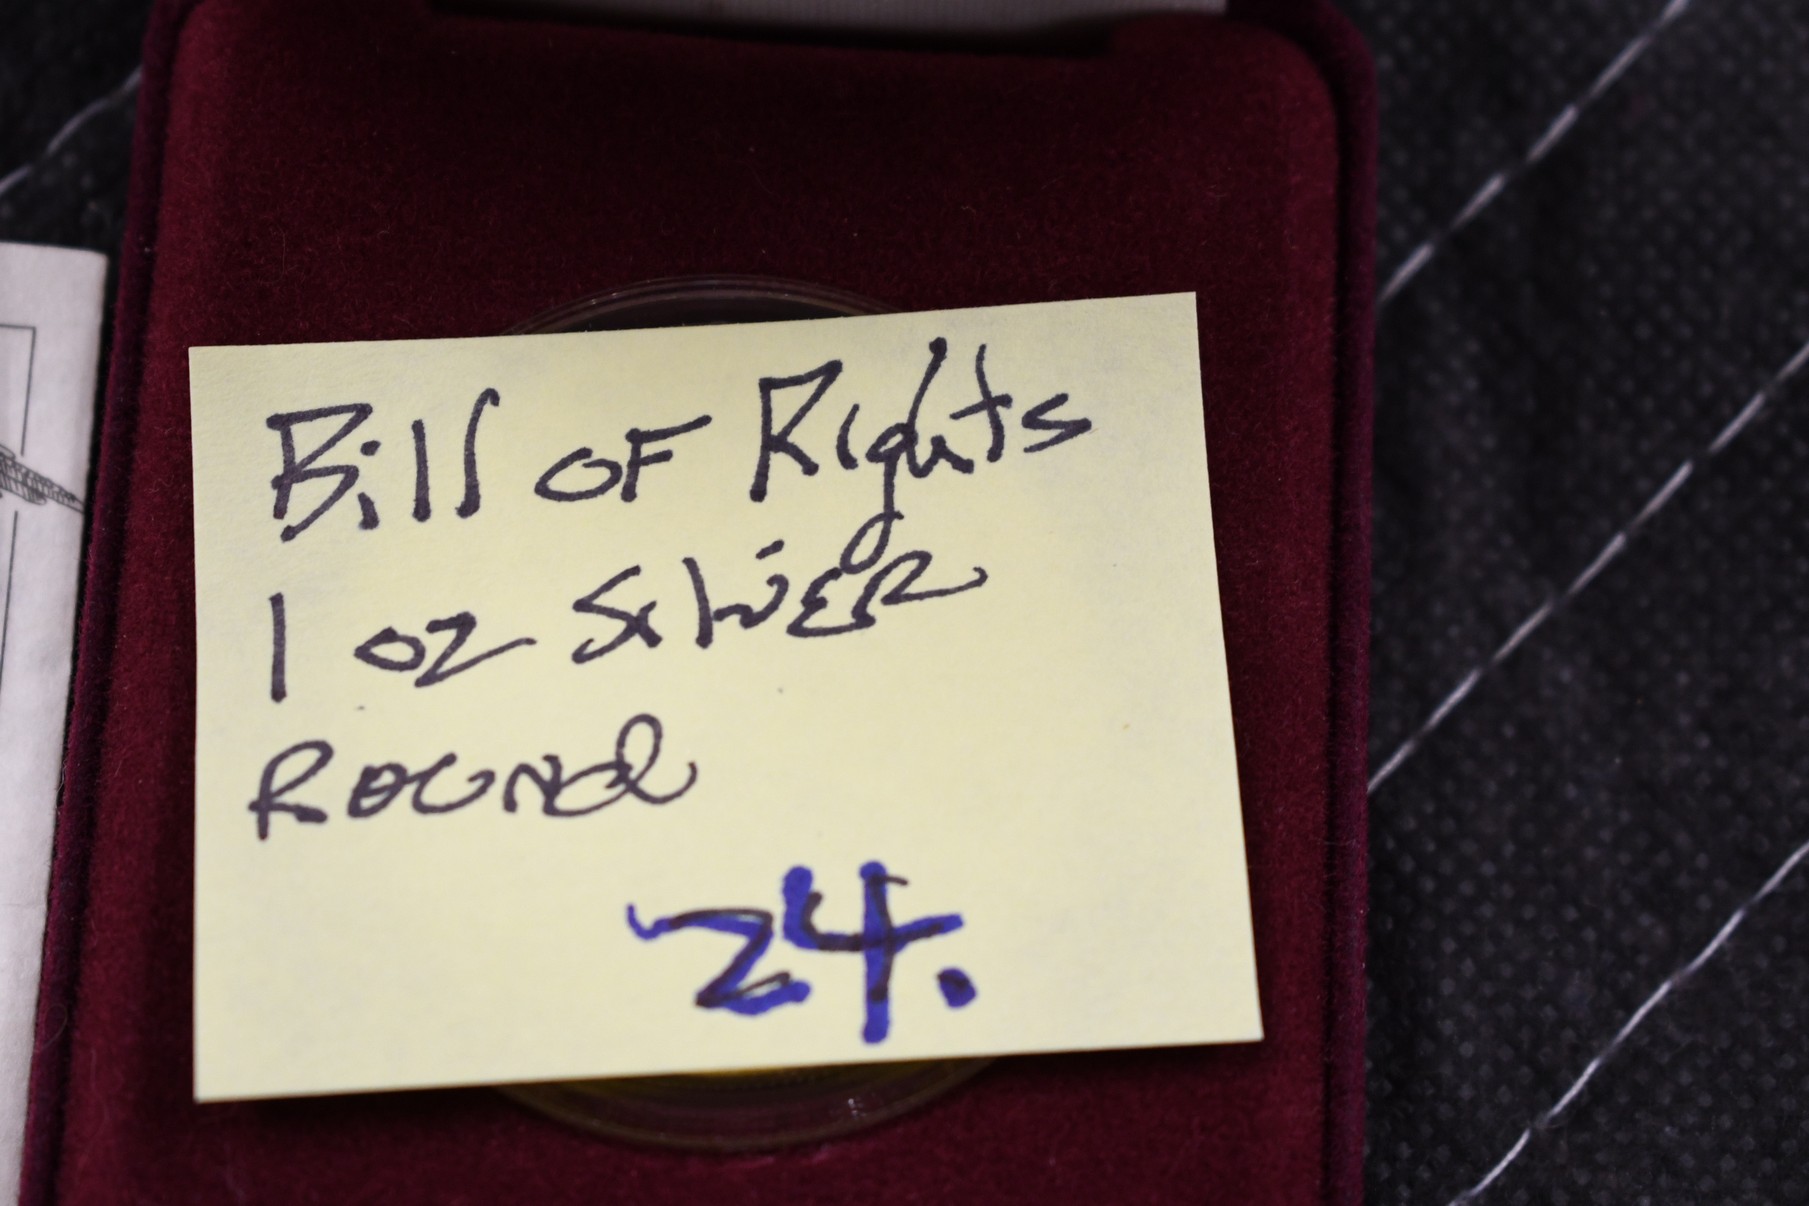 Bill of Rights
1 oz Silver
Round
24.